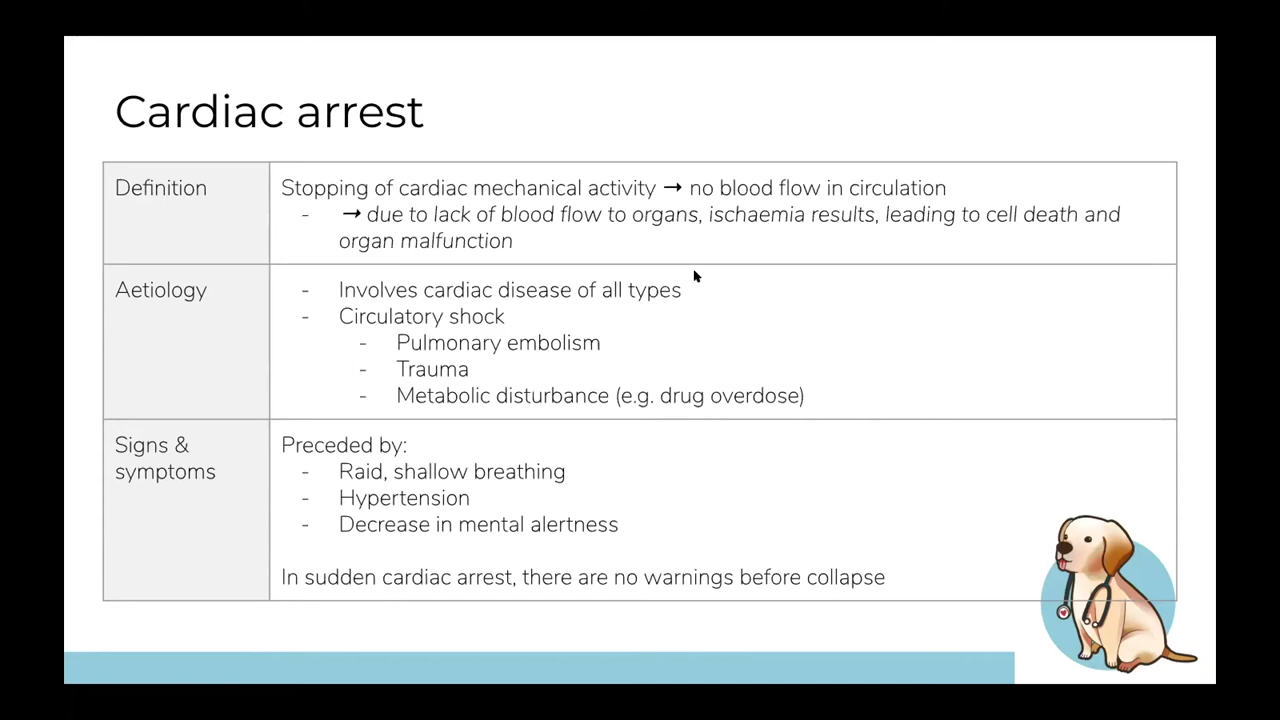 Cardiac arrest
Definition
Stopping of cardiac mechanical activity → no blood flow in circulation
- → due to lack of blood flow to organs, ischaemia results, leading to cell death and
organ malfunction
Aetiology
- Involves cardiac disease of all types
- Circulatory shock
- Pulmonary embolism
- Trauma
- Metabolic disturbance (e.g. drug overdose)
Signs &
symptoms
Preceded by:
- Raid, shallow breathing
- Hypertension
- Decrease in mental alertness
In sudden cardiac arrest, there are no warnings before collapse